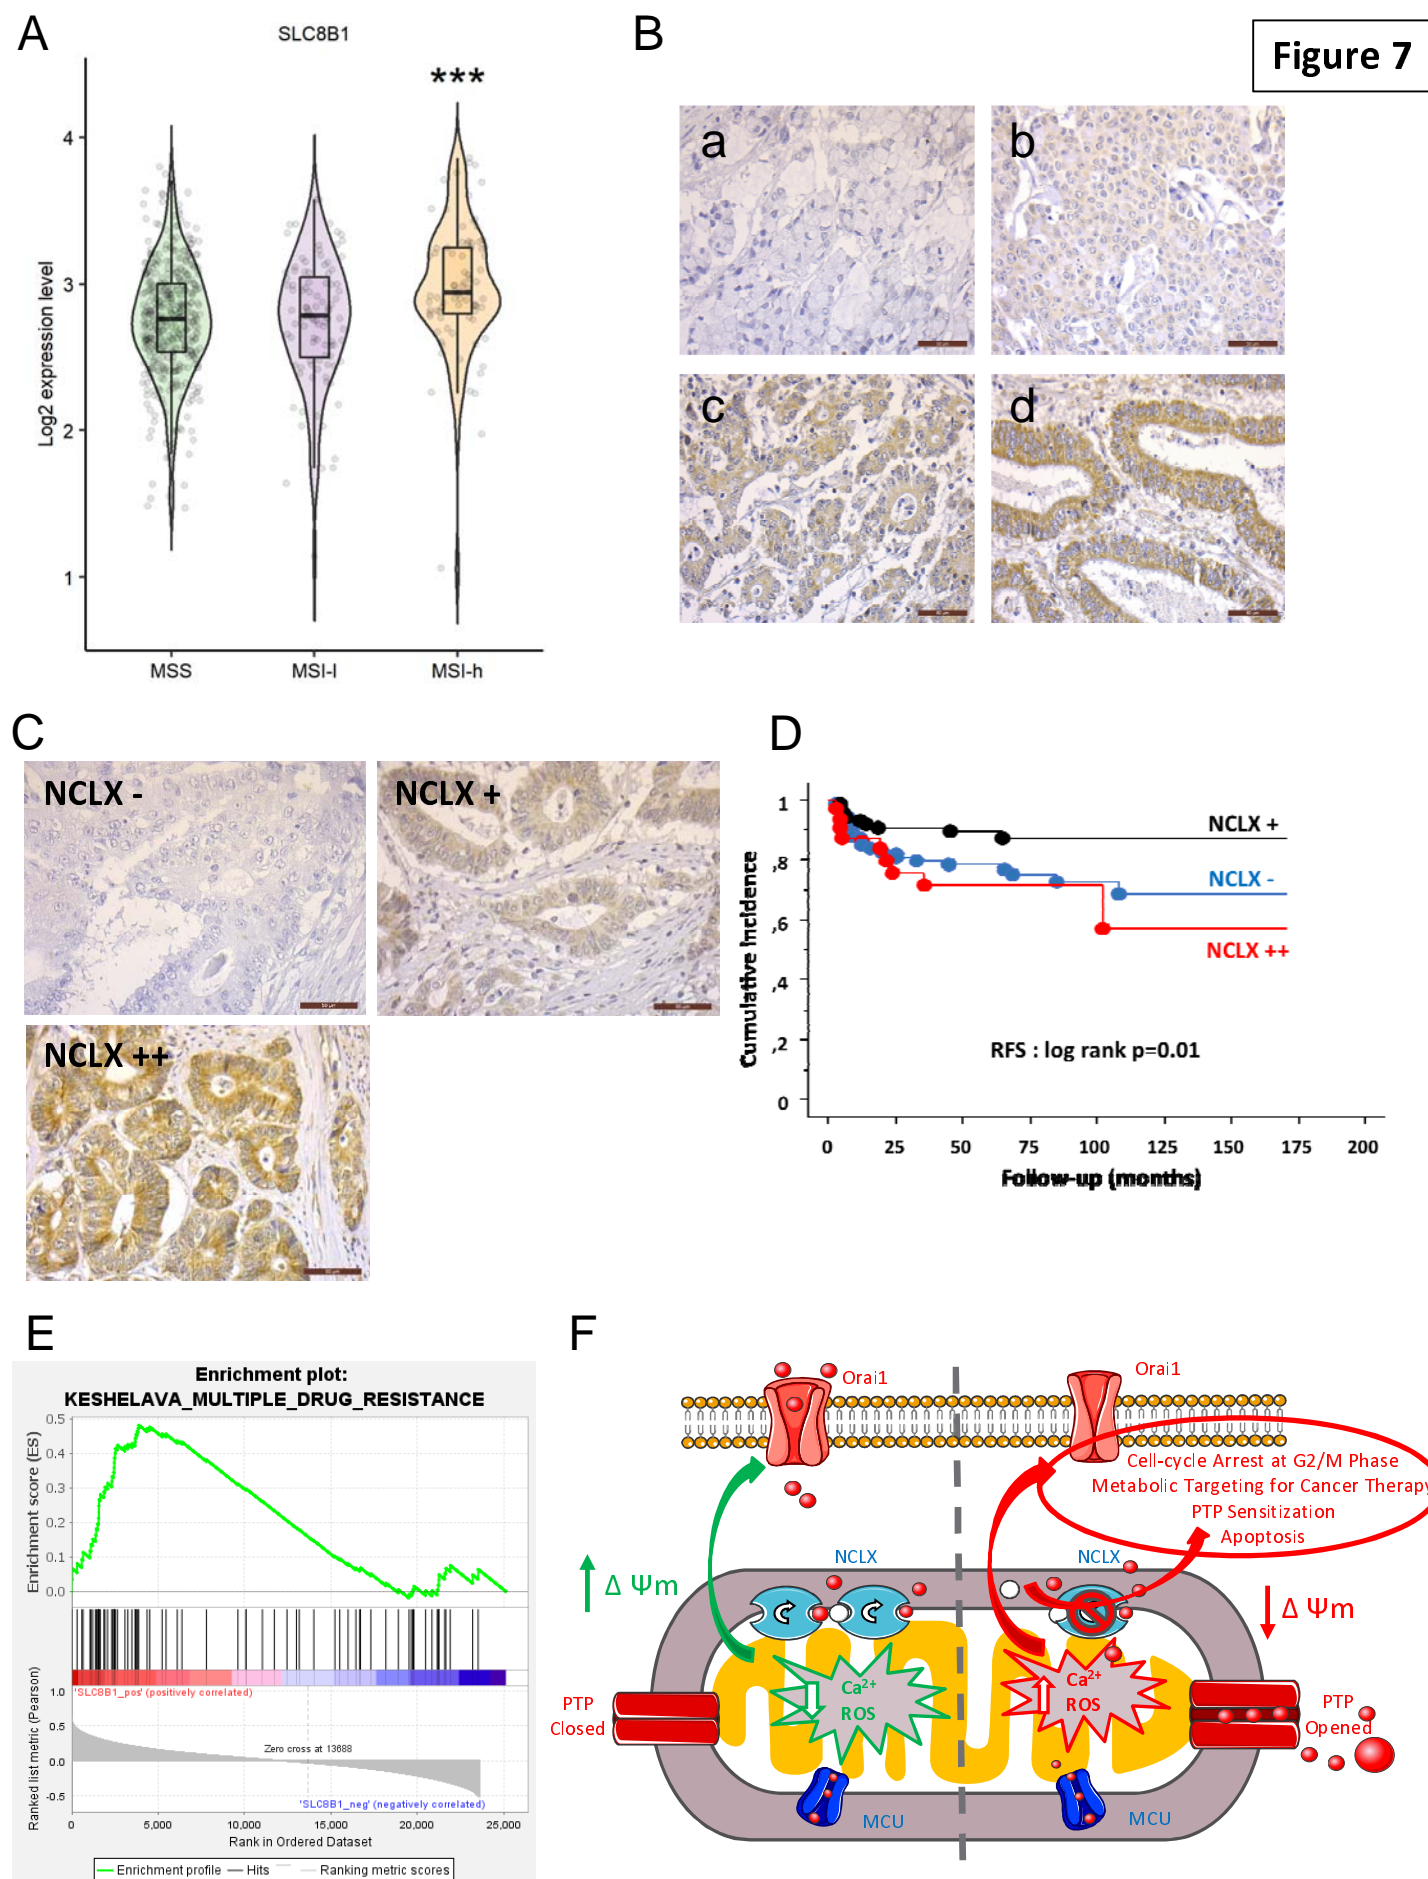 Figure 7
A
SLC8B1
***
Log2 expression level
4
3
2
1
MSS
MSI-l
MSI-h
B
a
b
c
d
C
NCLX -
NCLX +
NCLX ++
D
Cumulative Incidence
1
,8
,6
,4
,2
0
NCLX +
NCLX -
NCLX ++
RFS : log rank p=0.01
0 25 50 75 100 125 150 175 200
Follow-up (months)
E
Enrichment plot:
KESHELAVA_MULTIPLE_DRUG_RESISTANCE
Enrichment score (ES)
0.5
0.4
0.3
0.2
0.1
0.0
Ranked list metric (Pearson)
1.0
0.5
0.0
-0.5
'SLC8B1_pos' (positively correlated)
Zero cross at 13688
'SLC8B1_neg' (negatively correlated)
0 5,000 10,000 15,000 20,000 25,000
Rank in Ordered Dataset
Enrichment profile Hits Ranking metric scores
F
Orai1
Orai1
Cell-cycle Arrest at G2/M Phase
Metabolic Targeting for Cancer Therapy
PTP Sensitization
Apoptosis
NCLX
NCLX
Δ Ψm
Δ Ψm
Ca2+
ROS
Ca2+
ROS
PTP
Closed
PTP
Opened
MCU
MCU